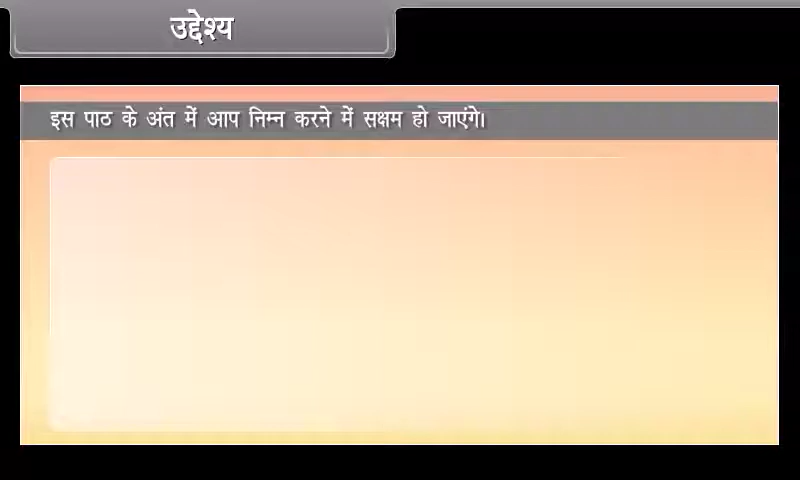 उद्देश्य
इस पाठ के अंत में आप निम्न करने में सक्षम हो जाएंगे।